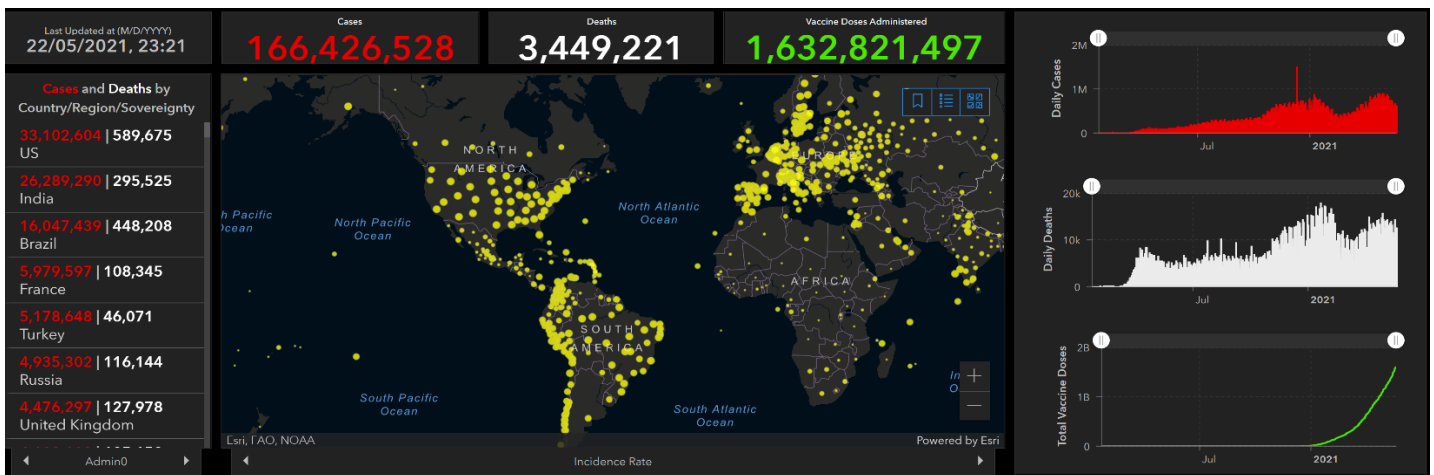 Last Updated at (M/D/YYYY)
22/05/2021, 23:21
Cases
166,426,528
Deaths
3,449,221
Vaccine Doses Administered
1,632,821,497
Cases and Deaths by
Country/Region/Sovereignty
33,102,604 | 589,675
US
26,289,290 | 295,525
India
16,047,439 | 448,208
Brazil
5,979,597 | 108,345
France
5,178,648 | 46,071
Turkey
4,935,302 | 116,144
Russia
4,476,297 | 127,978
United Kingdom
Admin0
NORTH
AMERICA
EUROPE
North Pacific
Ocean
North Atlantic
Ocean
h Pacific
Ocean
AFRICA
SOUTH
AMERICA
South Pacific
Ocean
South Atlantic
Ocean
In
O
Esri, FAO, NOAA
Powered by Esri
Incidence Rate
Daily Cases
2M
1M
0
Jul
2021
Daily Deaths
20k
10k
0
Jul
2021
Total Vaccine Doses
2B
1B
0
Jul
2021